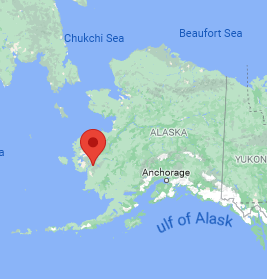 Beaufort Sea
Chukchi Sea
a
ALASKA
YUKON
Anchorage
ulf of Alask